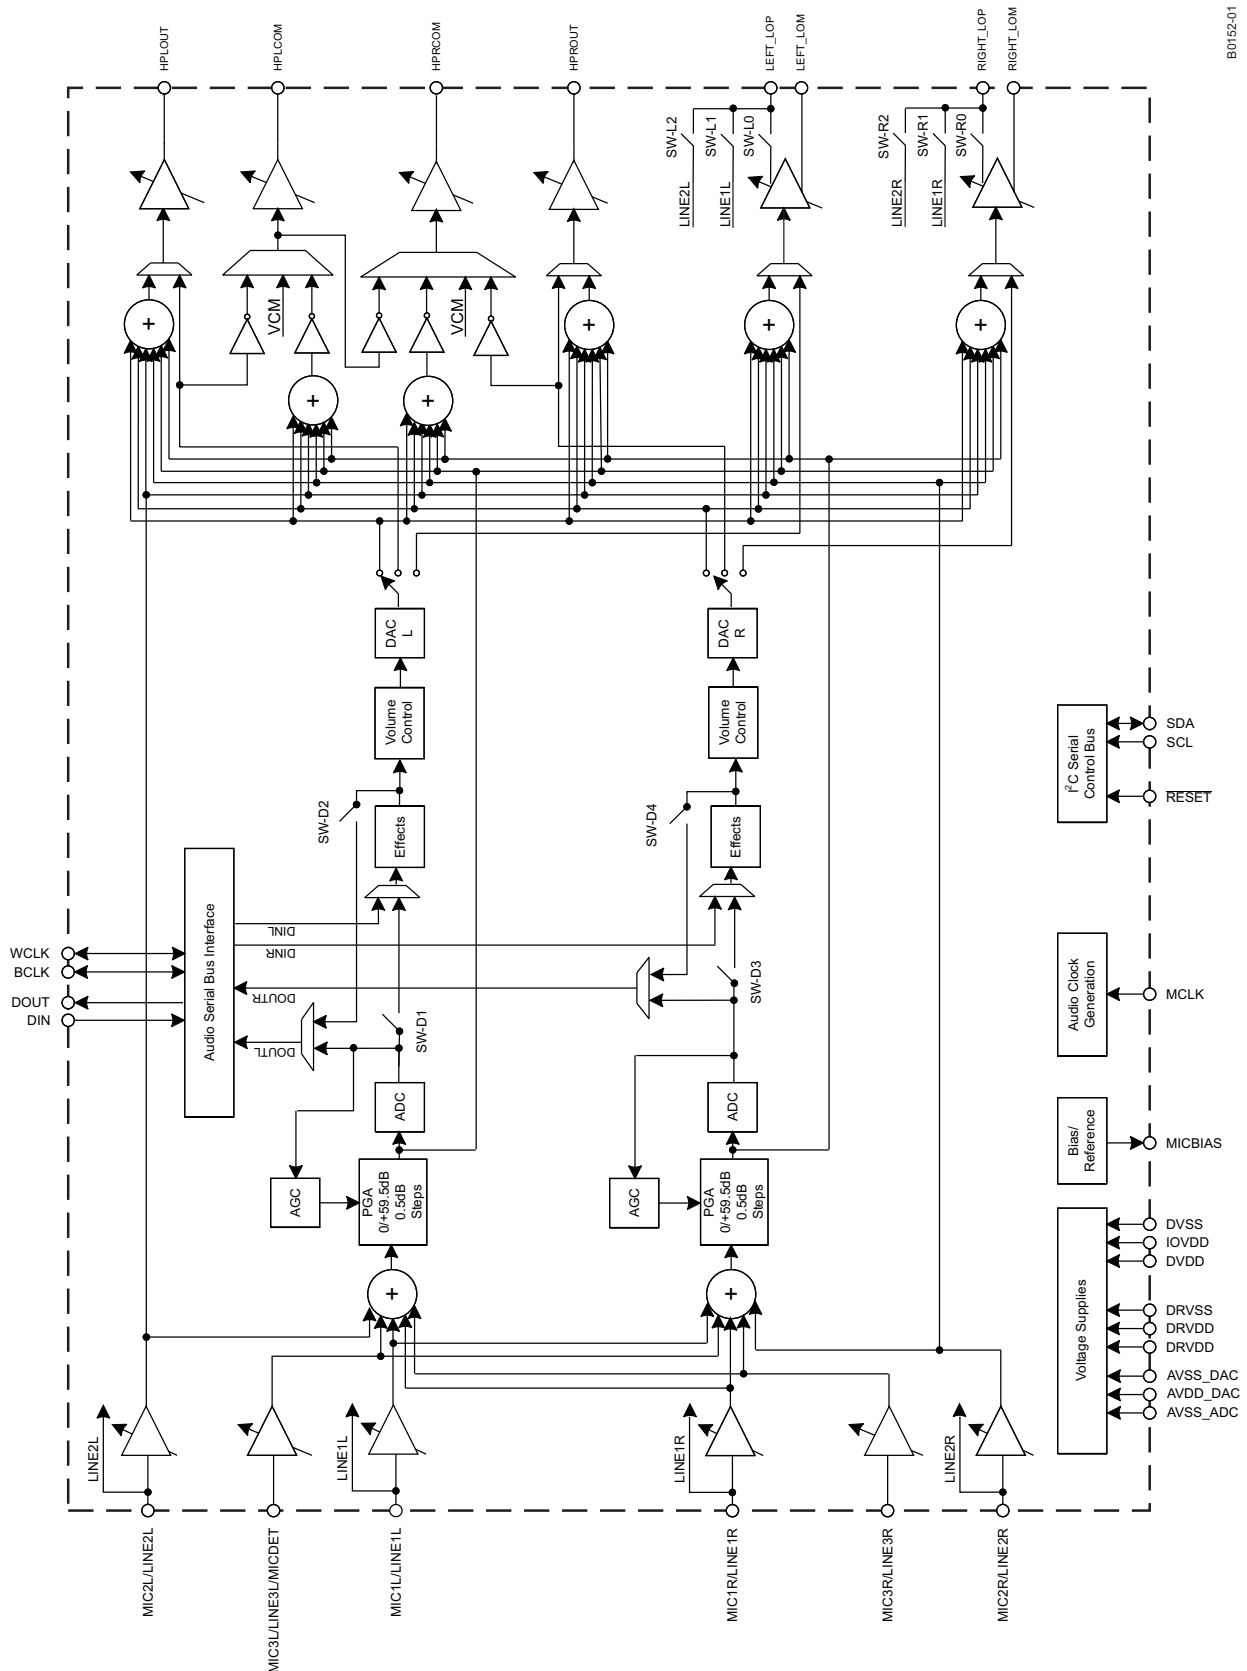 B0152-01
HPLOUT
HPLCOM
HPRCOM
HPROUT
LEFT_LOP
LEFT_LOM
RIGHT_LOP
RIGHT_LOM
SW-L2
SW-L1
SW-L0
SW-R2
SW-R1
SW-R0
LINE2L
LINE1L
LINE2R
LINE1R
VCM
VCM
+
+
+
+
+
+
DAC
L
DAC
R
Volume
Control
Volume
Control
SW-D2
SW-D4
Effects
Effects
I²C Serial
Control Bus
SDA
SCL
RESET
Audio Serial Bus Interface
WCLK
BCLK
DOUT
DIN
DINL
DINR
DOUTR
DOUTL
SW-D1
SW-D3
Audio Clock
Generation
MCLK
ADC
ADC
AGC
AGC
PGA
0/+59.5dB
0.5dB
Steps
PGA
0/+59.5dB
0.5dB
Steps
Bias/
Reference
MICBIAS
+
+
Voltage Supplies
DVSS
IOVDD
DVDD
DRVSS
DRVDD
DRVDD
AVSS_DAC
AVDD_DAC
AVSS_ADC
LINE2L
LINE1L
LINE1R
LINE2R
MIC2L/LINE2L
MIC3L/LINE3L/MICDET
MIC1L/LINE1L
MIC1R/LINE1R
MIC3R/LINE3R
MIC2R/LINE2R